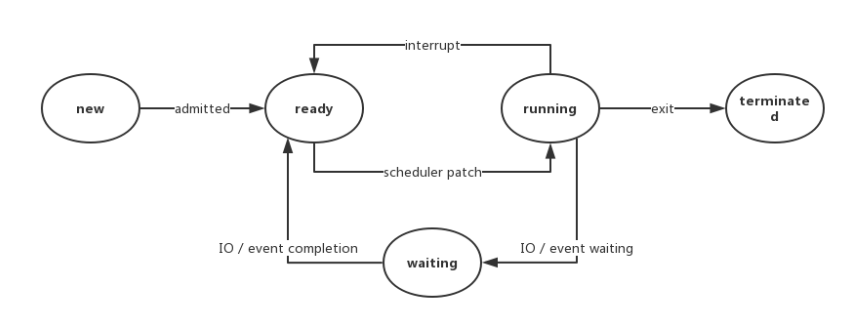 interrupt
new
admitted
ready
running
exit
terminate
d
scheduler patch
IO / event completion
IO / event waiting
waiting